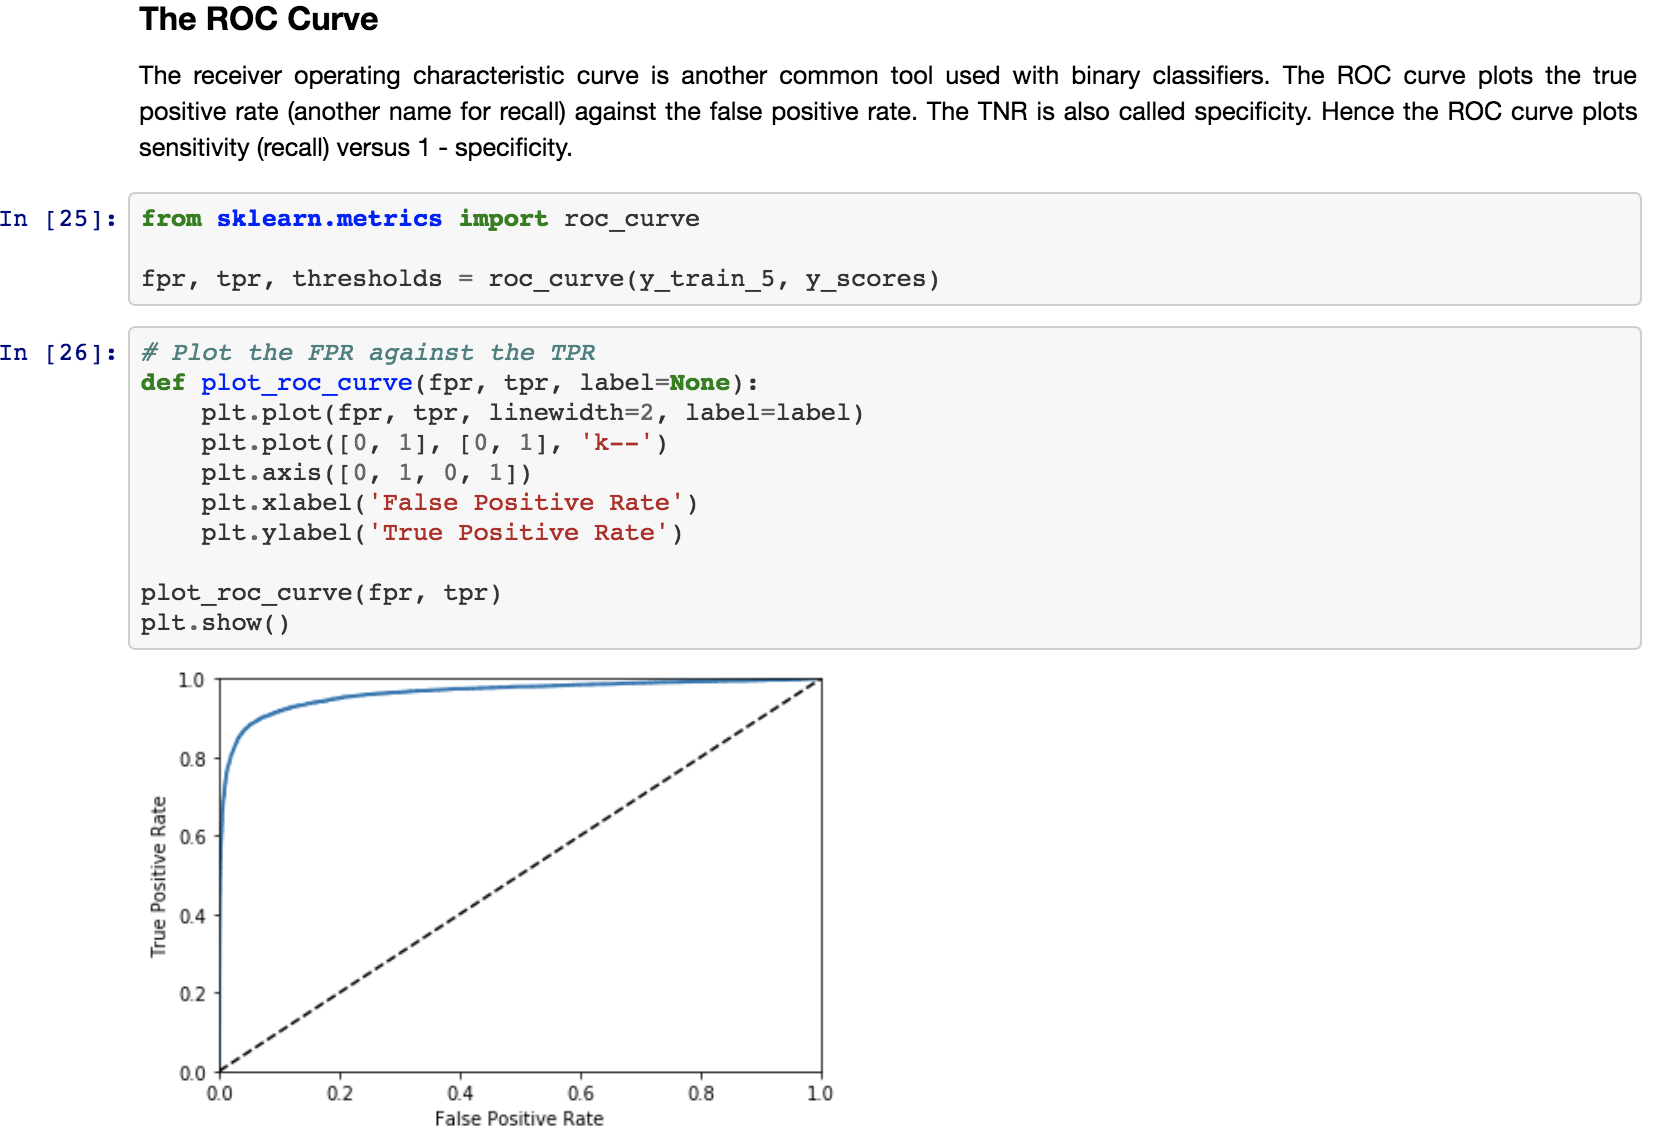 The ROC Curve
The receiver operating characteristic curve is another common tool used with binary classifiers. The ROC curve plots the true
positive rate (another name for recall) against the false positive rate. The TNR is also called specificity. Hence the ROC curve plots
sensitivity (recall) versus 1 - specificity.
In [25]: from sklearn.metrics import roc_curve
fpr, tpr, thresholds = roc_curve(y_train_5, y_scores)
In [26]: # Plot the FPR against the TPR
def plot_roc_curve(fpr, tpr, label=None):
    plt.plot(fpr, tpr, linewidth=2, label=label)
    plt.plot([0, 1], [0, 1], 'k--')
    plt.axis([0, 1, 0, 1])
    plt.xlabel('False Positive Rate')
    plt.ylabel('True Positive Rate')
plot_roc_curve(fpr, tpr)
plt.show()
1.0
0.8
0.6
0.4
0.2
0.0
True Positive Rate
0.0 0.2 0.4 0.6 0.8 1.0
False Positive Rate